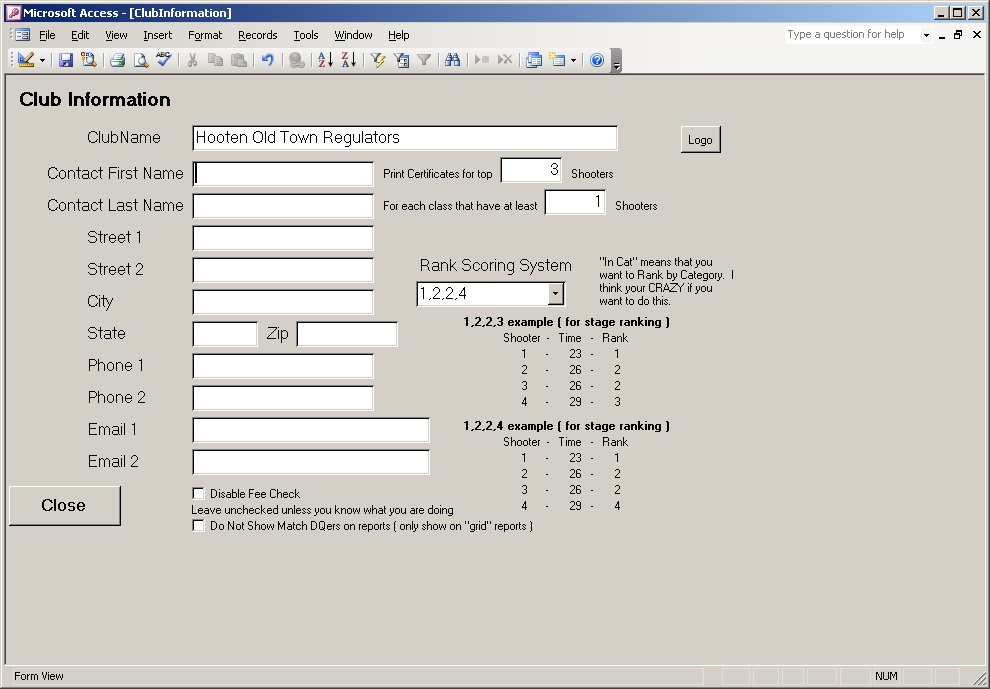 Microsoft Access - [ClubInformation]
File Edit View Insert Format Records Tools Window Help Type a question for help
Club Information
ClubName Hooten Old Town Regulators Logo
Contact First Name Print Certificates for top 3 Shooters
Contact Last Name For each class that have at least 1 Shooters
Street 1
Street 2
City
State Zip
Phone 1
Phone 2
Email 1
Email 2
Rank Scoring System
1,2,2,4
"In Cat" means that you
want to Rank by Category. I
think your CRAZY if you
want to do this.
1,2,2,3 example ( for stage ranking )
Shooter - Time - Rank
1 - 23 - 1
2 - 26 - 2
3 - 26 - 2
4 - 29 - 3
1,2,2,4 example ( for stage ranking )
Shooter - Time - Rank
1 - 23 - 1
2 - 26 - 2
3 - 26 - 2
4 - 29 - 4
Close
Disable Fee Check
Leave unchecked unless you know what you are doing
Do Not Show Match DQers on reports ( only show on "grid" reports )
Form View NUM